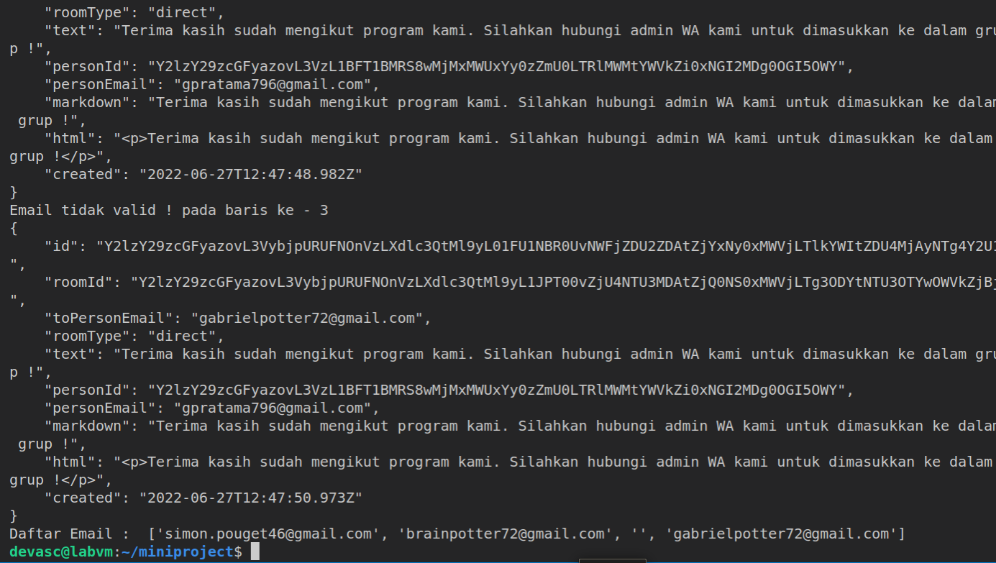 "roomType": "direct",
    "text": "Terima kasih sudah mengikut program kami. Silahkan hubungi admin WA kami untuk dimasukkan ke dalam gru
p !",
    "personId": "Y2lzY29zcGFyazovL3VzL1BFT1BMRS8wMjMxMWUxYy0zZmU0LTRlMWMtYWVkZi0xNGI2MDg0OGI5OWY",
    "personEmail": "gpratama796@gmail.com",
    "markdown": "Terima kasih sudah mengikut program kami. Silahkan hubungi admin WA kami untuk dimasukkan ke dalam
 grup !",
    "html": "<p>Terima kasih sudah mengikut program kami. Silahkan hubungi admin WA kami untuk dimasukkan ke dalam
grup !</p>",
    "created": "2022-06-27T12:47:48.982Z"
}
Email tidak valid ! pada baris ke - 3
{
    "id": "Y2lzY29zcGFyazovL3VybjpURUFNOnVzLXdlc3QtMl9yL01FU1NBR0UvNWFjZDU2ZDAtZjYxNy0xMWVjLTlkYWItZDU4MjAyNTg4Y2U1
",
    "roomId": "Y2lzY29zcGFyazovL3VybjpURUFNOnVzLXdlc3QtMl9yL1JPT00vZjU4NTU3MDAtZjQ0NS0xMWVjLTg3ODYtNTU3OTYwOWVkZjBj
",
    "toPersonEmail": "gabrielpotter72@gmail.com",
    "roomType": "direct",
    "text": "Terima kasih sudah mengikut program kami. Silahkan hubungi admin WA kami untuk dimasukkan ke dalam gru
p !",
    "personId": "Y2lzY29zcGFyazovL3VzL1BFT1BMRS8wMjMxMWUxYy0zZmU0LTRlMWMtYWVkZi0xNGI2MDg0OGI5OWY",
    "personEmail": "gpratama796@gmail.com",
    "markdown": "Terima kasih sudah mengikut program kami. Silahkan hubungi admin WA kami untuk dimasukkan ke dalam
 grup !",
    "html": "<p>Terima kasih sudah mengikut program kami. Silahkan hubungi admin WA kami untuk dimasukkan ke dalam
grup !</p>",
    "created": "2022-06-27T12:47:50.973Z"
}
Daftar Email :  ['simon.pouget46@gmail.com', 'brainpotter72@gmail.com', '', 'gabrielpotter72@gmail.com']
devasc@labvm:~/miniproject$